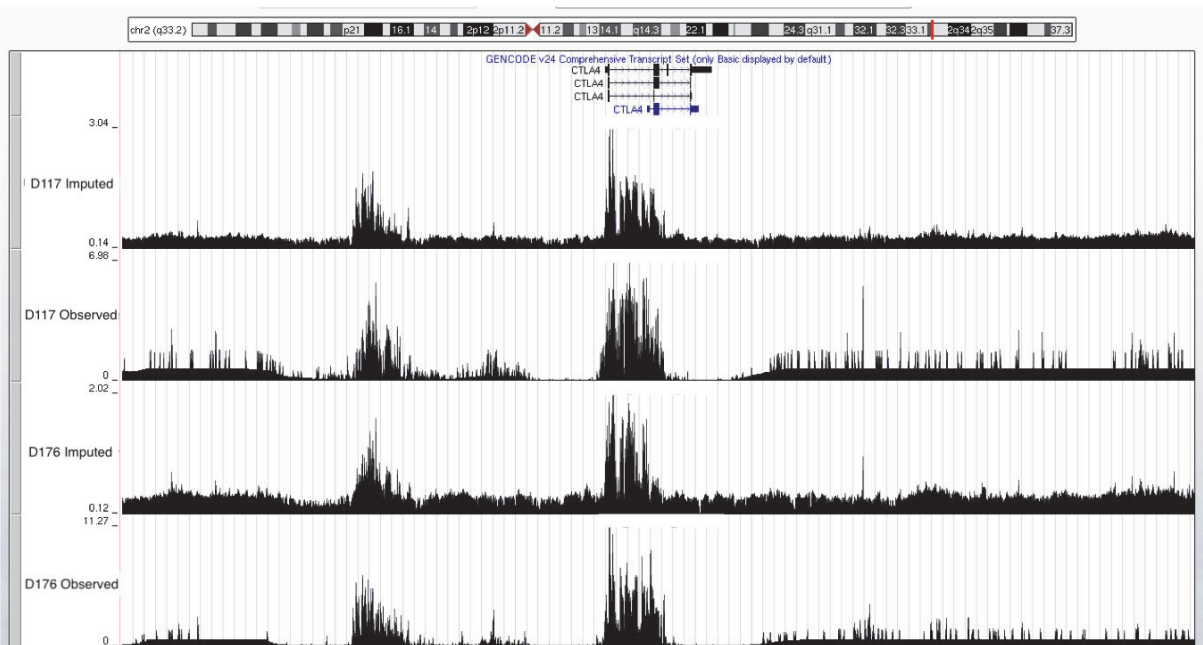 chr2 (q33.2) p21 16.1 14 2p12 2p11.2 11.2 13 14.1 q14.3 22.1 24.3 q31.1 32.1 32.3 33.1 2q34 2q35 37.3
GENCODE v24 Comprehensive Transcript Set (only Basic displayed by default)
CTLA4
CTLA4
CTLA4
CTLA4
3.04
D117 Imputed
0.14
6.98
D117 Observed
0
2.02
D176 Imputed
0.12
11.27
D176 Observed
0